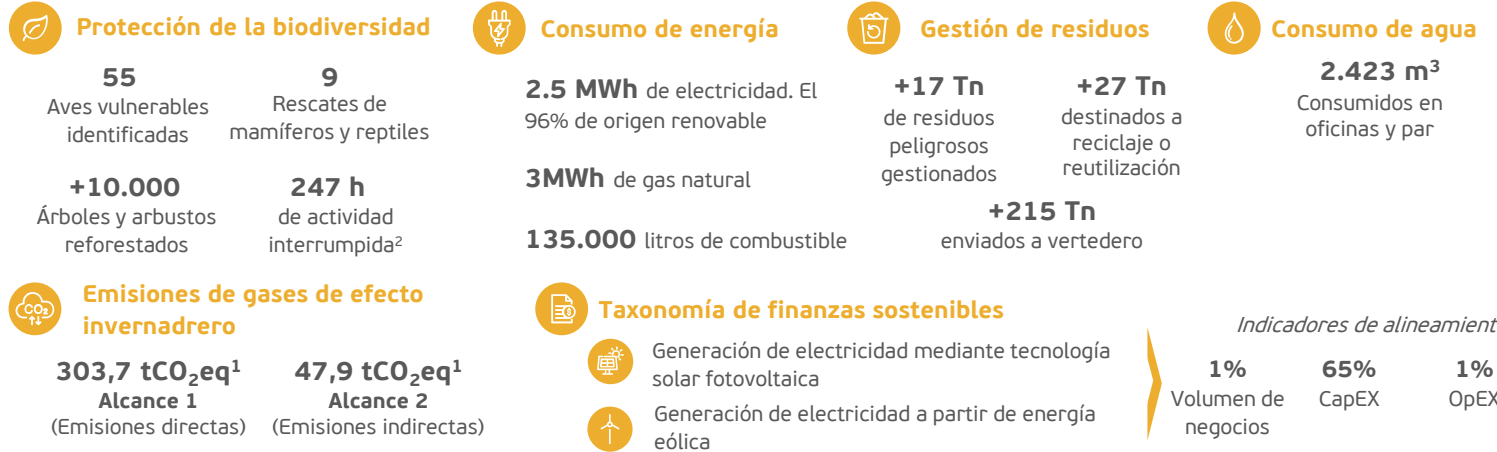 Protección de la biodiversidad
55
Aves vulnerables
identificadas
9
Rescates de
mamíferos y reptiles
+10.000
Árboles y arbustos
reforestados
247 h
de actividad
interrumpida²
Consumo de energía
2.5 MWh de electricidad. El
96% de origen renovable
3MWh de gas natural
135.000 litros de combustible
Gestión de residuos
+17 Tn
de residuos
peligrosos
gestionados
+27 Tn
destinados a
reciclaje o
reutilización
+215 Tn
enviados a vertedero
Consumo de agua
2.423 m³
Consumidos en
oficinas y par
Emisiones de gases de efecto
invernadrero
CO₂
303,7 tCO₂eq¹
Alcance 1
(Emisiones directas)
47,9 tCO₂eq¹
Alcance 2
(Emisiones indirectas)
Taxonomía de finanzas sostenibles
Generación de electricidad mediante tecnología
solar fotovoltaica
Generación de electricidad a partir de energía
eólica
Indicadores de alineamient
1%
Volumen de
negocios
65%
CapEX
1%
OpEX